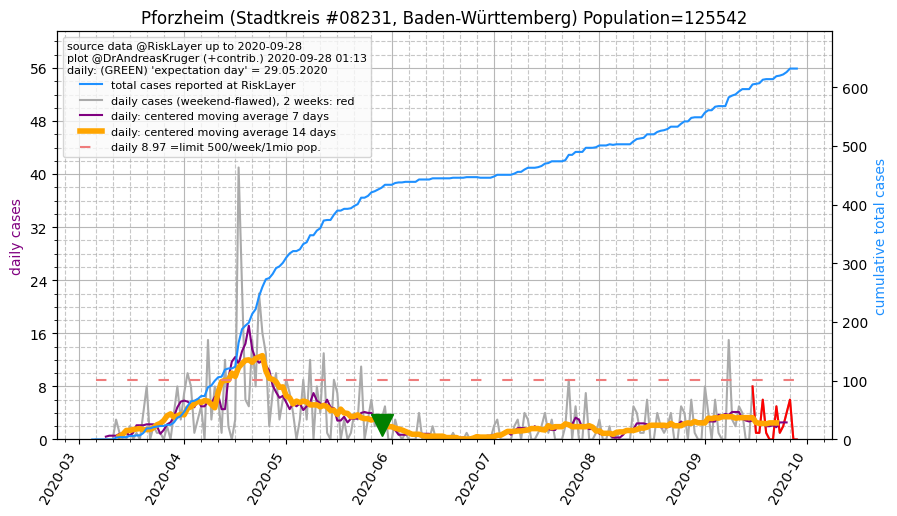 Pforzheim (Stadtkreis #08231, Baden-Württemberg) Population=125542
source data @RiskLayer up to 2020-09-28
plot @DrAndreasKruger (+contrib.) 2020-09-28 01:13
daily: (GREEN) 'expectation day' = 29.05.2020
total cases reported at RiskLayer
daily cases (weekend-flawed), 2 weeks: red
daily: centered moving average 7 days
daily: centered moving average 14 days
daily 8.97 =limit 500/week/1mio pop.
daily cases
56
48
40
32
24
16
8
0
cumulative total cases
600
500
400
300
200
100
0
2020-03
2020-04
2020-05
2020-06
2020-07
2020-08
2020-09
2020-10